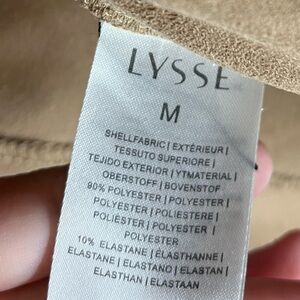 LYSSE
M
SHELLFABRIC | EXTÉRIEUR |
TESSUTO SUPERIORE |
TEJIDO EXTERIOR | YTMATERIAL |
OBERSTOFF | BOVENSTOF
90% POLYESTER | POLYESTER |
POLYESTER | POLIESTERE |
POLIÉSTER | POLYESTER |
POLYESTER
10% ELASTANE | ÉLASTHANNE |
ELASTANE | ELASTANO | ELASTAN |
ELASTHAN | ELASTAAN